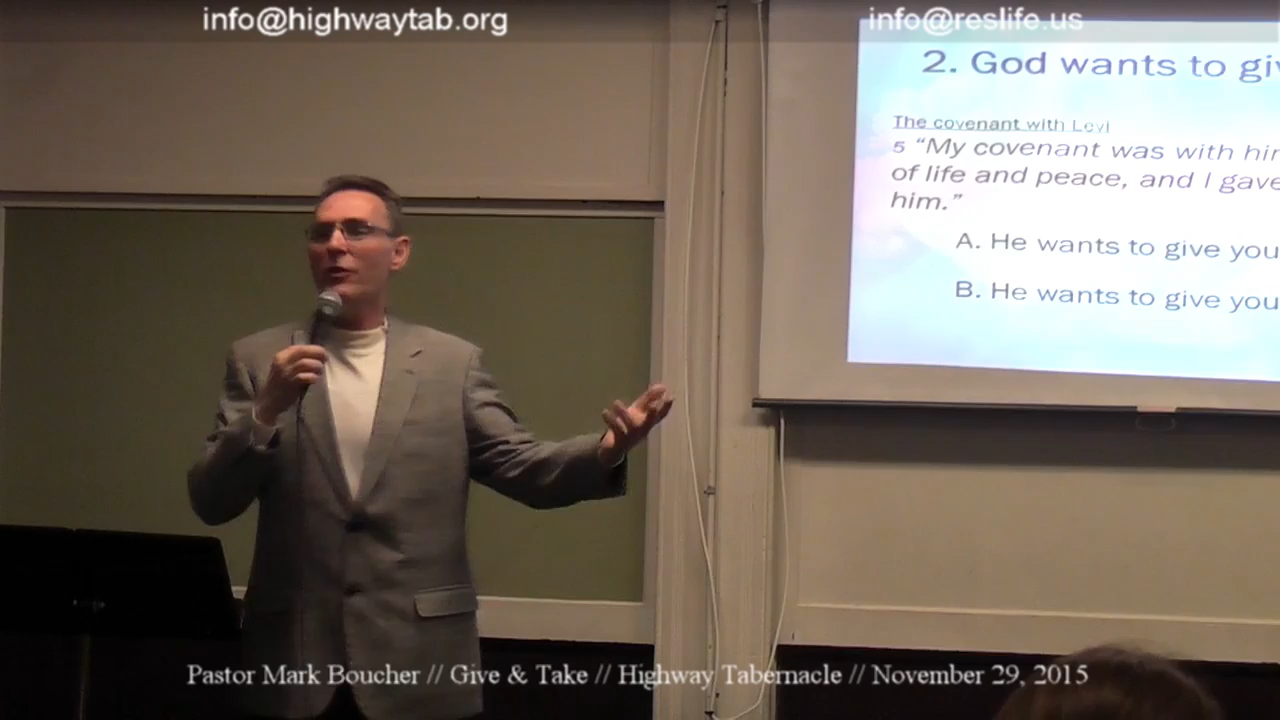 info@highwaytab.org
info@reslife.us
2. God wants to
The covenant with Levi
5 “My covenant was with
of life and peace, and I gave
him.”
A. He wants to give you
B. He wants to give you
Pastor Mark Boucher // Give & Take // Highway Tabernacle // November 29, 2015